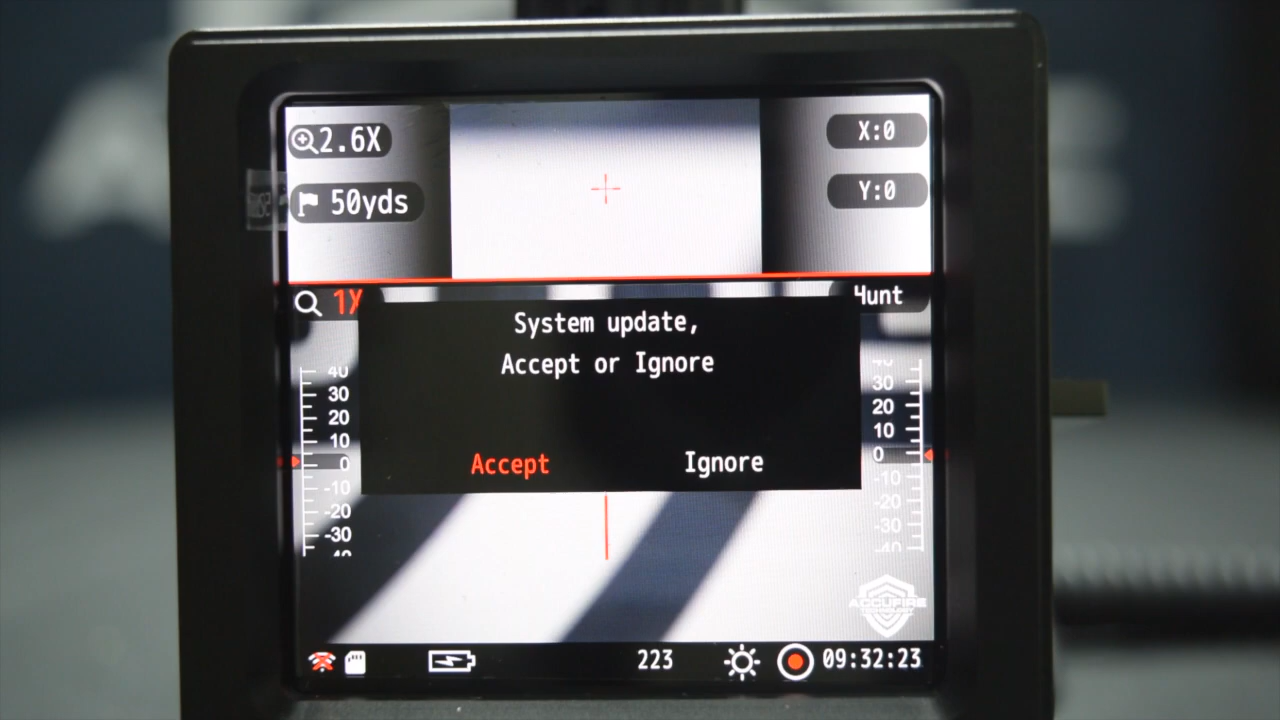 2.6X
X:0
50yds
Y:0
1X
Hunt
System update,
Accept or Ignore
Accept
Ignore
40
30
20
10
0
-10
-20
-30
-40
40
30
20
10
0
-10
-20
-30
-40
ACCUFIRE
223
09:32:23